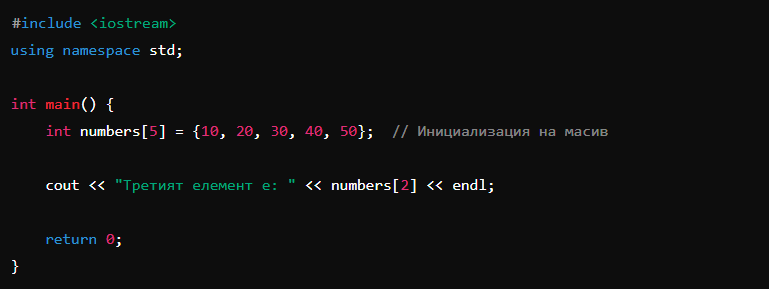 #include <iostream>
using namespace std;
int main() {
    int numbers[5] = {10, 20, 30, 40, 50};  // Инициализация на масив
    cout << "Третият елемент е: " << numbers[2] << endl;
    return 0;
}